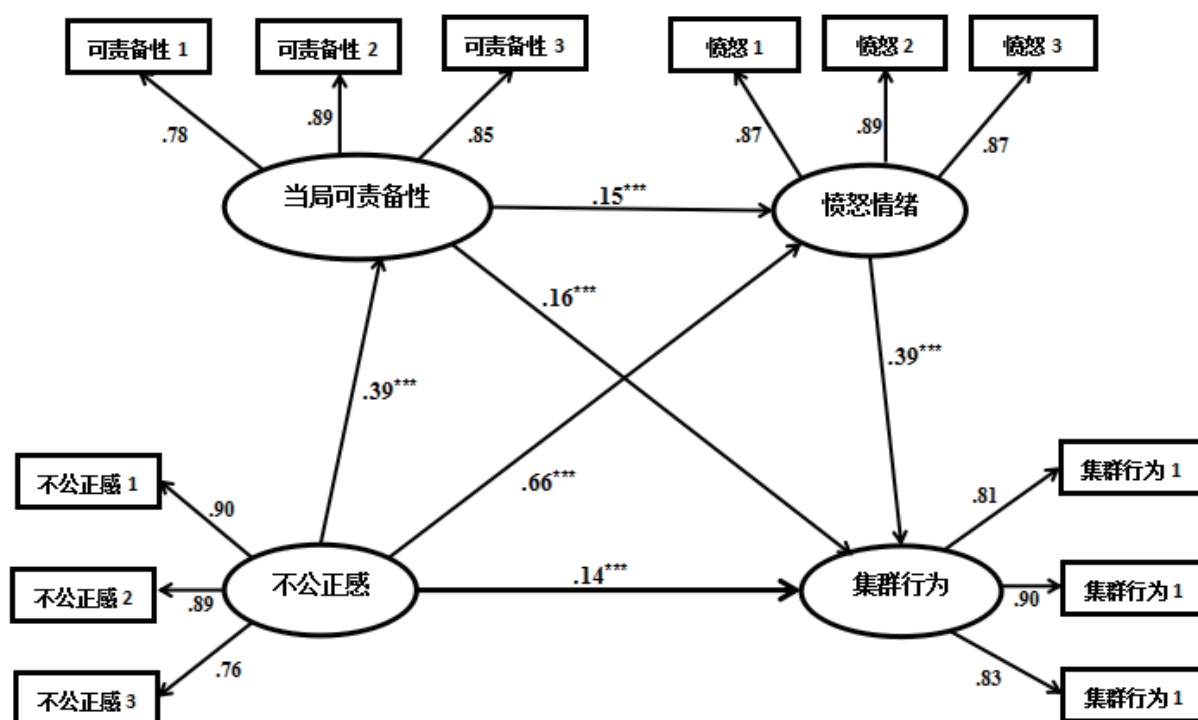 可责备性 1
可责备性 2
可责备性 3
愤怒 1
愤怒 2
愤怒 3
.78
.89
.85
.87
.89
.87
当局可责备性
.15***
愤怒情绪
.16***
.39***
.39***
不公正感 1
.90
.66***
.81
集群行为 1
不公正感 2
.89
不公正感
.14***
集群行为
.90
集群行为 1
不公正感 3
.76
.83
集群行为 1